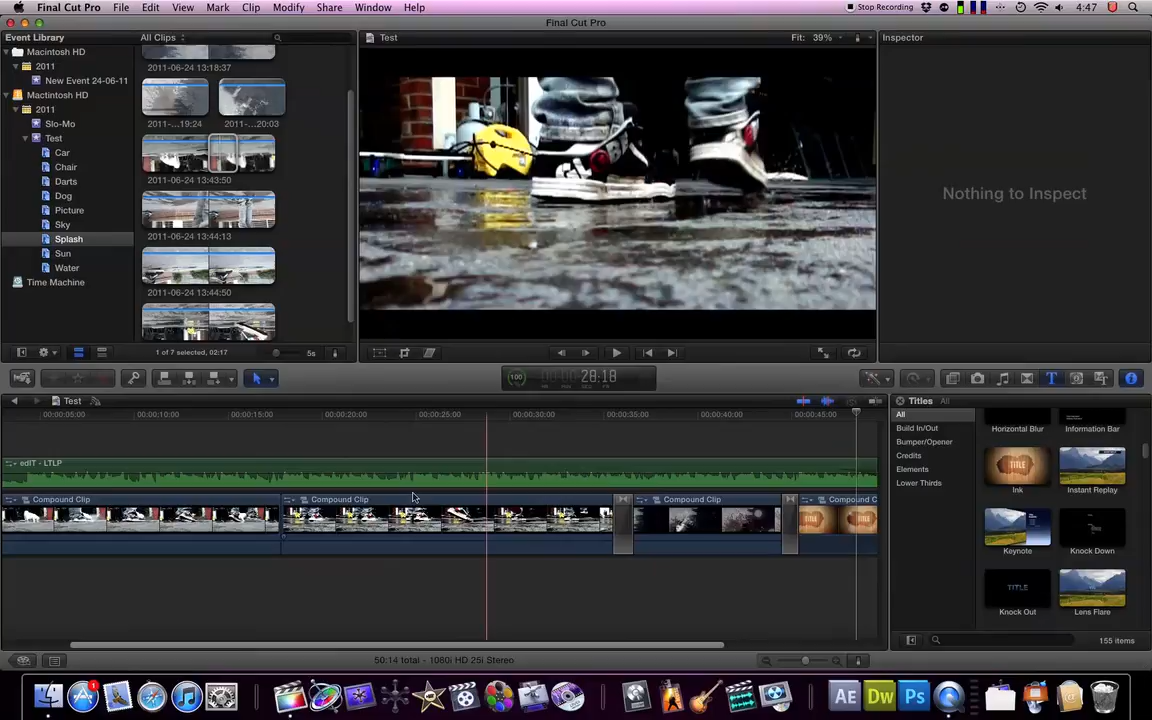 Final Cut Pro File Edit View Mark Clip Modify Share Window Help Stop Recording 4:47
Final Cut Pro
Event Library All Clips Test Fit: 39% Inspector
Macintosh HD
2011
New Event 24-06-11
Mactintosh HD
2011
Slo-Mo
Test
Car
Chair
Darts
Dog
Picture
Sky
Splash
Sun
Water
Time Machine
2011-06-24 13:18:37
2011-...19:24 2011-...20:03
2011-06-24 13:43:50
2011-06-24 13:44:13
2011-06-24 13:44:50
Nothing to Inspect
1 of 7 selected, 02:17 5s
100 28:18
Test
00:00:05:00 00:00:10:00 00:00:15:00 00:00:20:00 00:00:25:00 00:00:30:00 00:00:35:00 00:00:40:00 00:00:45:00
edIT - LTLP
Compound Clip Compound Clip Compound Clip Compound C
Titles All
All
Build In/Out
Bumper/Opener
Credits
Elements
Lower Thirds
Horizontal Blur Information Bar
TITLE
Ink Instant Replay
Keynote Knock Down
TITLE
Knock Out Lens Flare
155 items
50:14 total - 1080i HD 25i Stereo
1
AE Dw Ps